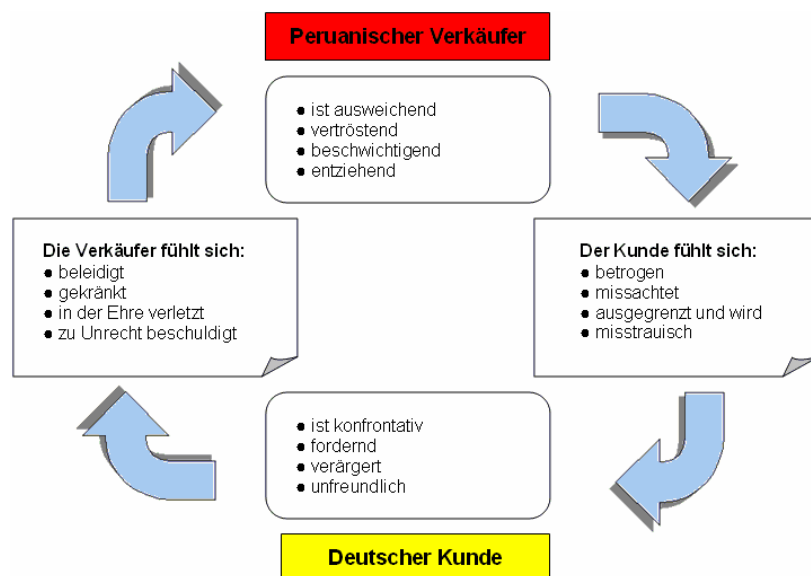 Peruanischer Verkäufer
● ist ausweichend
● vertröstend
● beschwichtigend
● entziehend
Die Verkäufer fühlt sich:
● beleidigt
● gekränkt
● in der Ehre verletzt
● zu Unrecht beschuldigt
Der Kunde fühlt sich:
● betrogen
● missachtet
● ausgegrenzt und wird
● misstrauisch
● ist konfrontativ
● fordernd
● verärgert
● unfreundlich
Deutscher Kunde